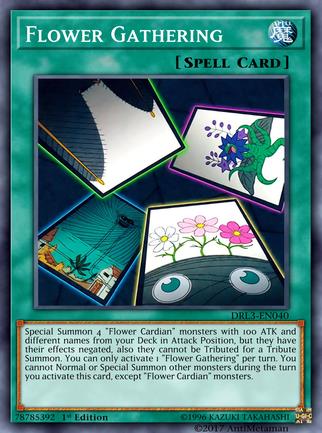 Flower Gathering
[Spell Card]
DRL3-EN040
Special Summon 4 "Flower Cardian" monsters with 100 ATK and
different names from your Deck in Attack Position, but they have
their effects negated, also they cannot be Tributed for a Tribute
Summon. You can only activate 1 "Flower Gathering" per turn. You
cannot Normal or Special Summon other monsters during the turn
you activate this card, except "Flower Cardian" monsters.
78785392 1st Edition ©1996 KAZUKI TAKAHASHI
©2017 AntiMetaman